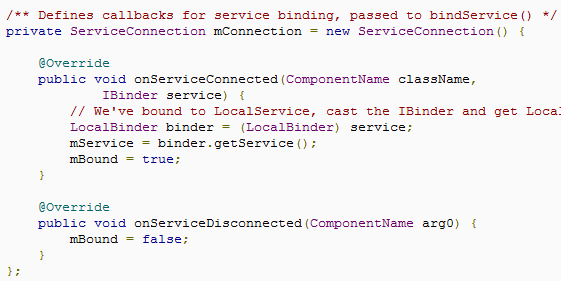 /** Defines callbacks for service binding, passed to bindService() */
private ServiceConnection mConnection = new ServiceConnection() {

    @Override
    public void onServiceConnected(ComponentName className,
            IBinder service) {
        // We've bound to LocalService, cast the IBinder and get Local
        LocalBinder binder = (LocalBinder) service;
        mService = binder.getService();
        mBound = true;
    }

    @Override
    public void onServiceDisconnected(ComponentName arg0) {
        mBound = false;
    }
};